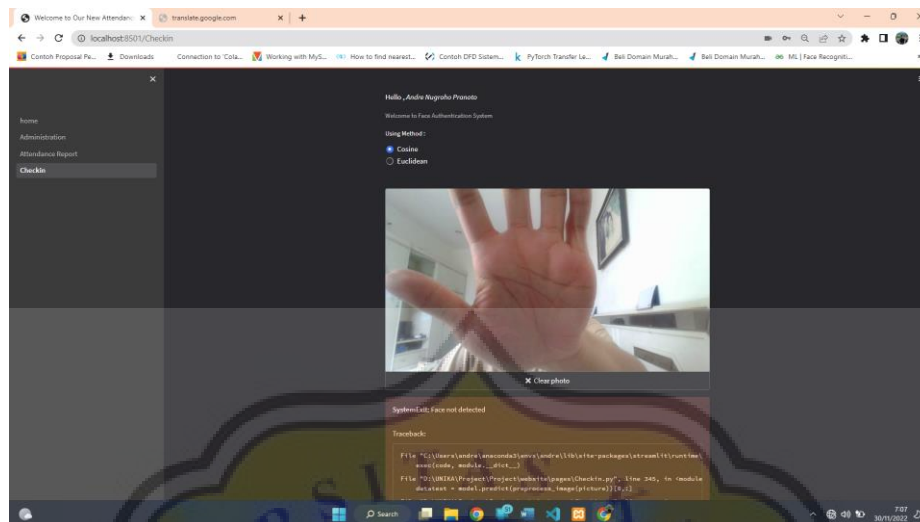 Welcome to Our New Attendanc
translate.google.com
localhost:8501/Checkin
Contoh Proposal Pe...
Downloads
Connection to 'Cola...
Working with MyS...
How to find nearest...
Contoh DFD Sistem...
PyTorch Transfer Le...
Beli Domain Murah...
Beli Domain Murah...
ML | Face Recogniti...
home
Administration
Attendance Report
Checkin
Hello , Andre Nugroho Pranoto
Welcome to Face Authentication System
Using Method :
Cosine
Euclidean
Clear photo
SystemExit: Face not detected
Traceback:
File "C:\Users\andre\anaconda3\envs\andre\lib\site-packages\streamlit\runtime\
exec(code, module.__dict__)
File "D:\UNIKA\Project\Project\website\pages\Checkin.py", line 345, in <module
datatest = model.predict(preprocess_image(picture))[0,:]
Search
7:07
30/11/2022